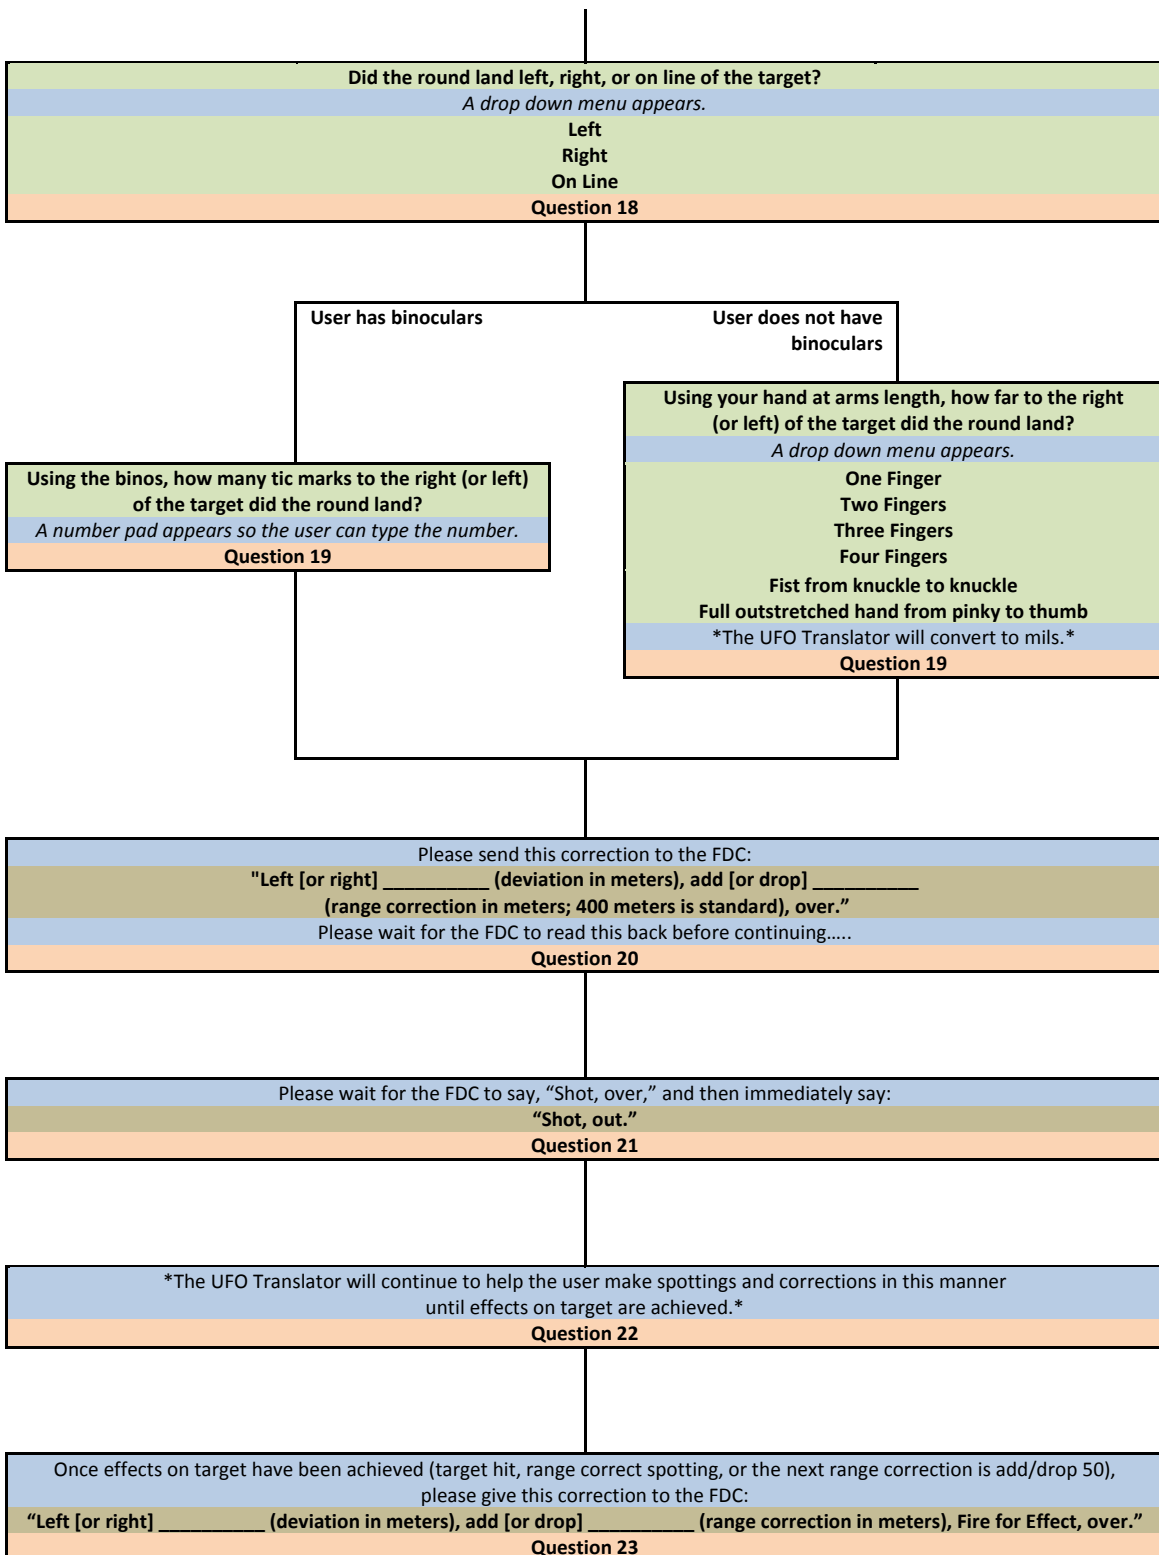 Did the round land left, right, or on line of the target?
A drop down menu appears.
Left
Right
On Line
Question 18
User has binoculars
User does not have
binoculars
Using the binos, how many tic marks to the right (or left)
of the target did the round land?
A number pad appears so the user can type the number.
Question 19
Using your hand at arms length, how far to the right
(or left) of the target did the round land?
A drop down menu appears.
One Finger
Two Fingers
Three Fingers
Four Fingers
Fist from knuckle to knuckle
Full outstretched hand from pinky to thumb
*The UFO Translator will convert to mils.*
Question 19
Please send this correction to the FDC:
"Left [or right] __________ (deviation in meters), add [or drop] __________
(range correction in meters; 400 meters is standard), over.”
Please wait for the FDC to read this back before continuing…..
Question 20
Please wait for the FDC to say, “Shot, over,” and then immediately say:
“Shot, out.”
Question 21
*The UFO Translator will continue to help the user make spottings and corrections in this manner
until effects on target are achieved.*
Question 22
Once effects on target have been achieved (target hit, range correct spotting, or the next range correction is add/drop 50),
please give this correction to the FDC:
“Left [or right] __________ (deviation in meters), add [or drop] __________ (range correction in meters), Fire for Effect, over.”
Question 23